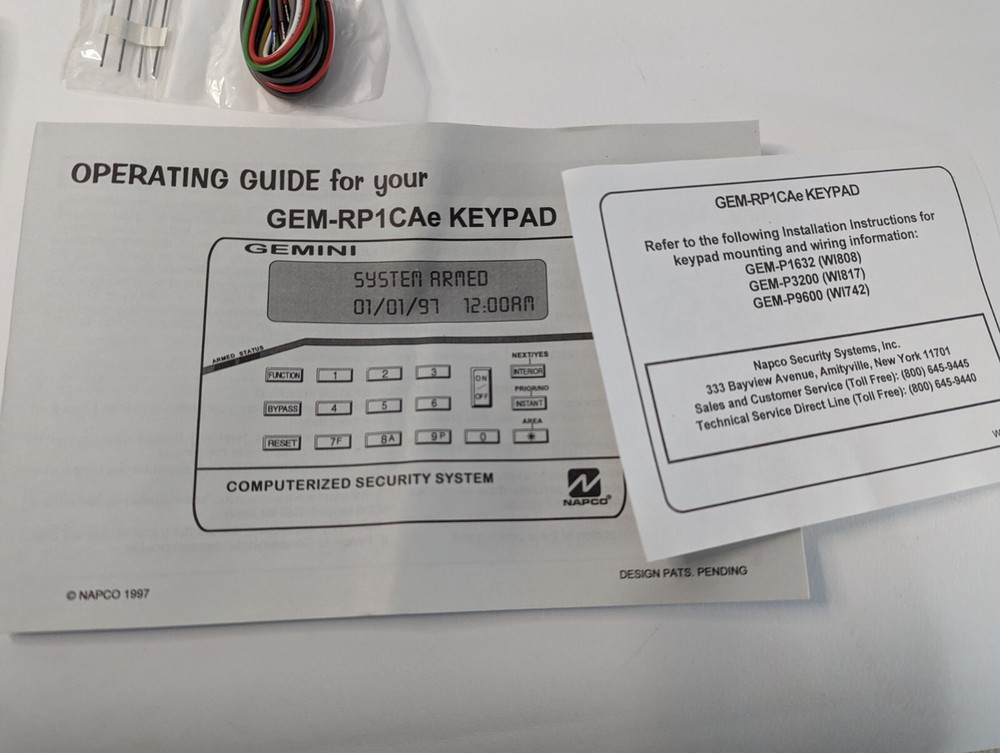 OPERATING GUIDE for your
GEM-RP1CAe KEYPAD
GEMINI
SYSTEM ARMED
01/01/97 12:00AM
ARMED STATUS
NEXT/YES
FUNCTION 1 2 3 ON INTERIOR
OFF
PRIOR/NO
BYPASS 4 5 6 INSTANT
AREA
RESET 7F 8A 9P 0 ✳
COMPUTERIZED SECURITY SYSTEM
NAPCO®
DESIGN PATS. PENDING
© NAPCO 1997
GEM-RP1CAe KEYPAD
Refer to the following Installation Instructions for
keypad mounting and wiring information:
GEM-P1632 (WI808)
GEM-P3200 (WI817)
GEM-P9600 (WI742)
Napco Security Systems, Inc.
333 Bayview Avenue, Amityville, New York 11701
Sales and Customer Service (Toll Free): (800) 645-9445
Technical Service Direct Line (Toll Free): (800) 645-9440